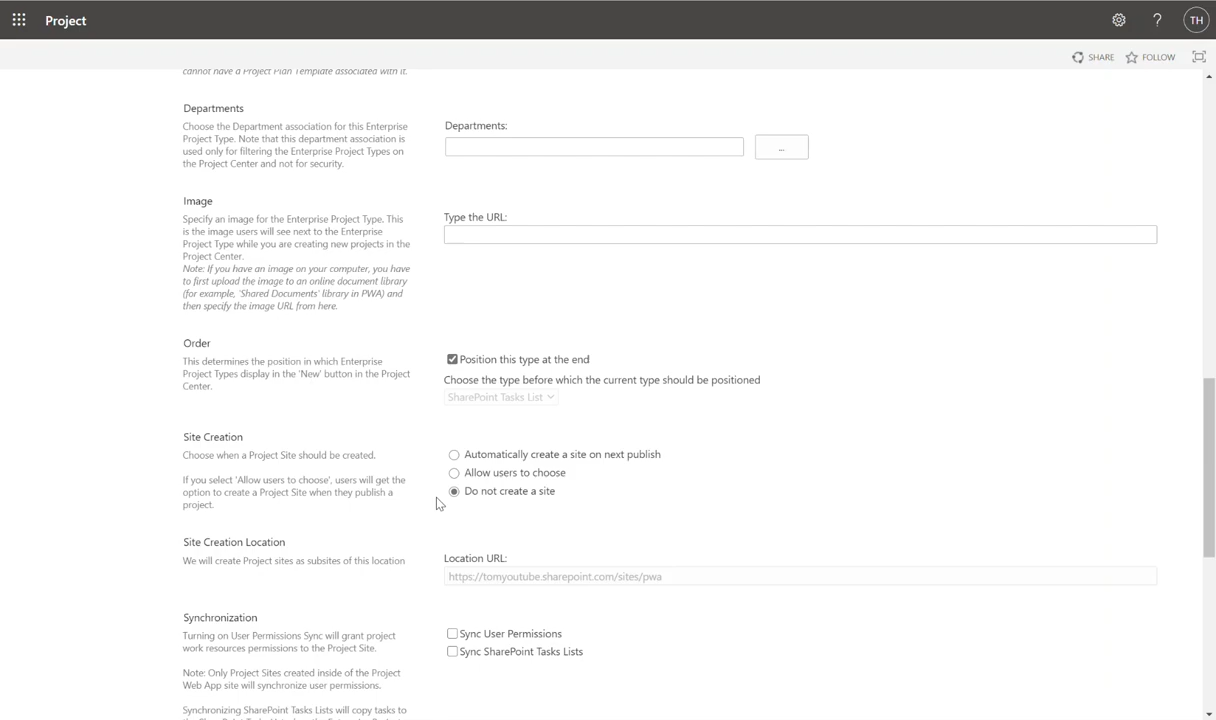 Project
?
TH
SHARE
FOLLOW
cannot have a Project Plan Template associated with it.
Departments
Choose the Department association for this Enterprise
Project Type. Note that this department association is
used only for filtering the Enterprise Project Types on
the Project Center and not for security.
Departments:
...
Image
Specify an image for the Enterprise Project Type. This
is the image users will see next to the Enterprise
Project Type while you are creating new projects in the
Project Center.
Note: If you have an image on your computer, you have
to first upload the image to an online document library
(for example, 'Shared Documents' library in PWA) and
then specify the image URL from here.
Type the URL:
Order
This determines the position in which Enterprise
Project Types display in the 'New' button in the Project
Center.
Position this type at the end
Choose the type before which the current type should be positioned
SharePoint Tasks List
Site Creation
Choose when a Project Site should be created.
If you select 'Allow users to choose', users will get the
option to create a Project Site when they publish a
project.
Automatically create a site on next publish
Allow users to choose
Do not create a site
Site Creation Location
We will create Project sites as subsites of this location
Location URL:
https://tomyoutube.sharepoint.com/sites/pwa
Synchronization
Turning on User Permissions Sync will grant project
work resources permissions to the Project Site.
Note: Only Project Sites created inside of the Project
Web App site will synchronize user permissions.
Synchronizing SharePoint Tasks Lists will copy tasks to
Sync User Permissions
Sync SharePoint Tasks Lists